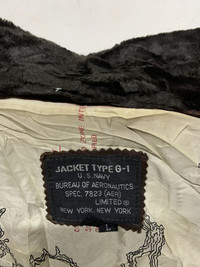 JACKET TYPE G-1
U.S. NAVY
BUREAU OF AERONAUTICS
SPEC. 7823 (AER)
LIMITED ®
NEW YORK, NEW YORK
L